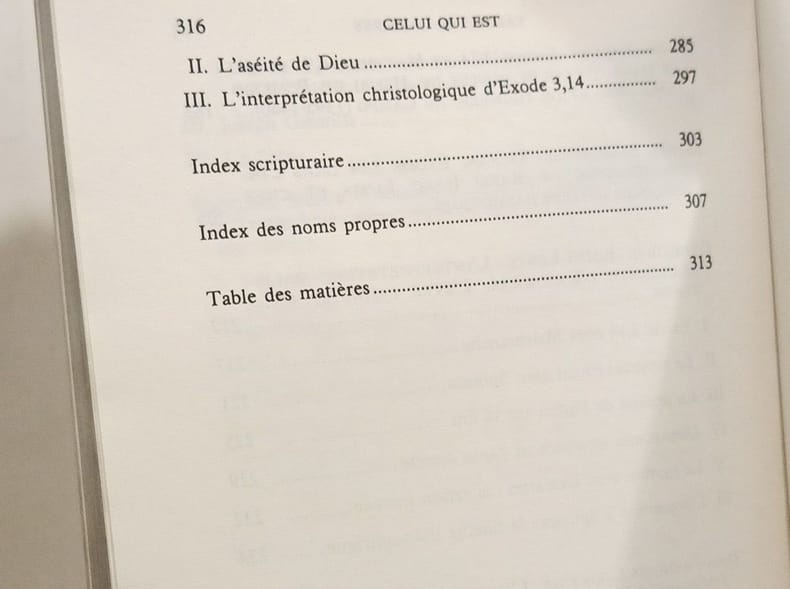 316 CELUI QUI EST
II. L'aséité de Dieu ............................................................ 285
III. L'interprétation christologique d'Exode 3,14 ............... 297
Index scripturaire ................................................................ 303
Index des noms propres ...................................................... 307
Table des matières .............................................................. 313